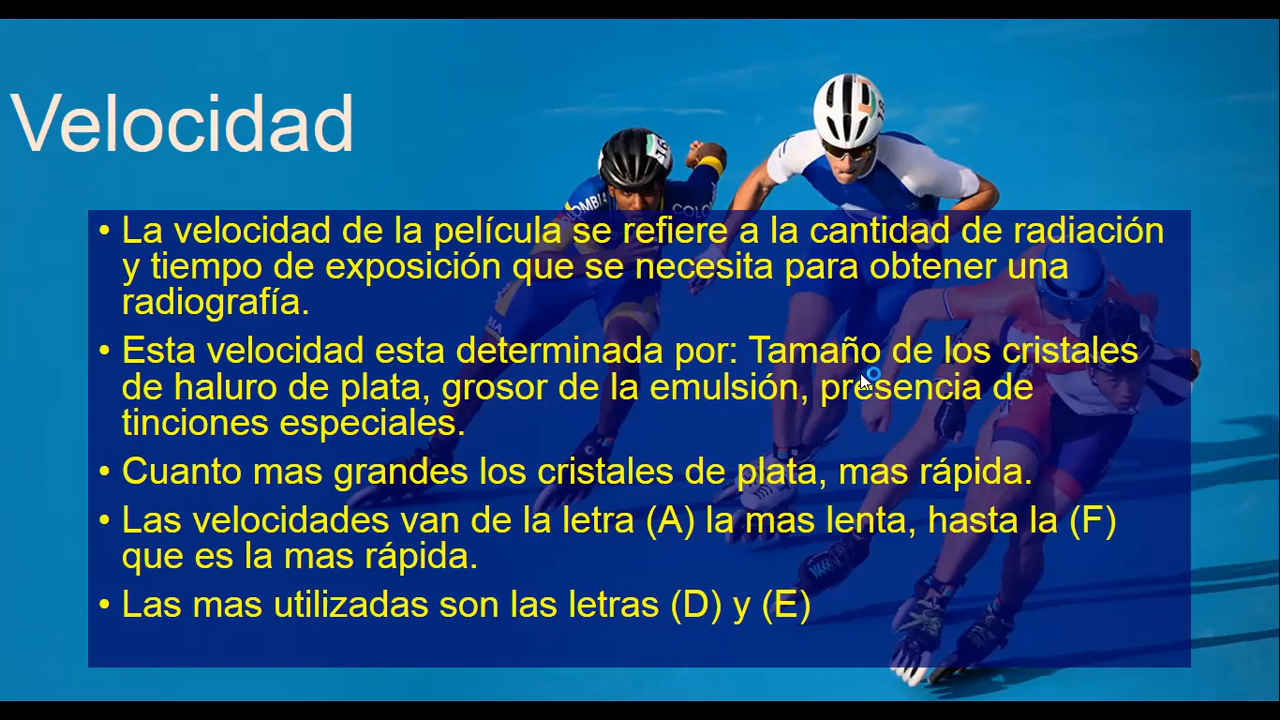 Velocidad
• La velocidad de la película se refiere a la cantidad de radiación
y tiempo de exposición que se necesita para obtener una
radiografía.
• Esta velocidad esta determinada por: Tamaño de los cristales
de haluro de plata, grosor de la emulsión, presencia de
tinciones especiales.
• Cuanto mas grandes los cristales de plata, mas rápida.
• Las velocidades van de la letra (A) la mas lenta, hasta la (F)
que es la mas rápida.
• Las mas utilizadas son las letras (D) y (E)